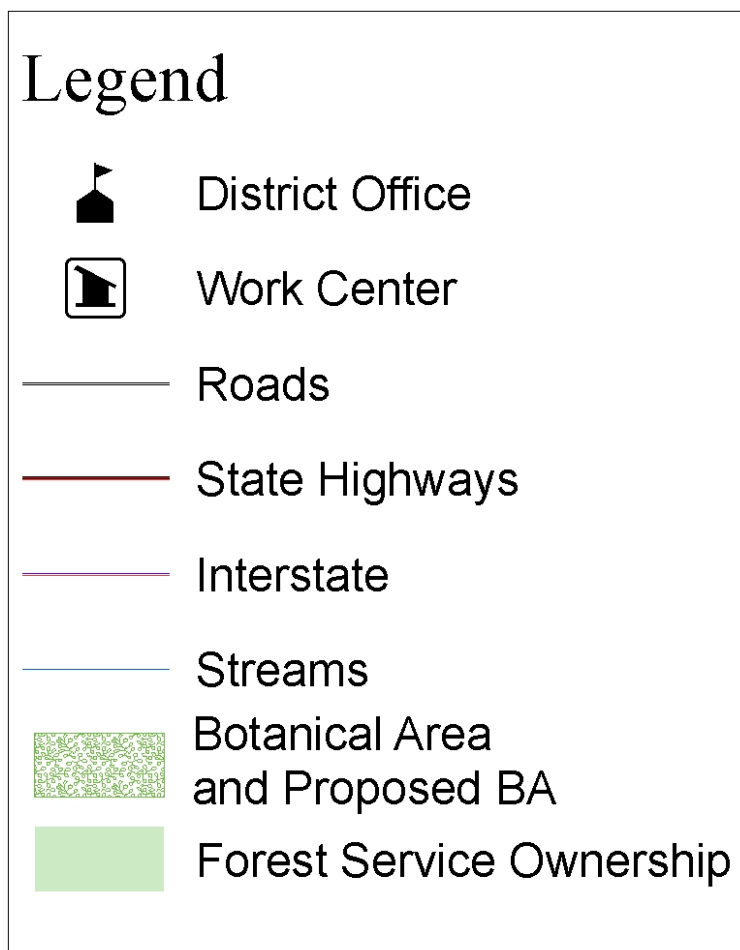 Legend
District Office
Work Center
Roads
State Highways
Interstate
Streams
Botanical Area
and Proposed BA
Forest Service Ownership